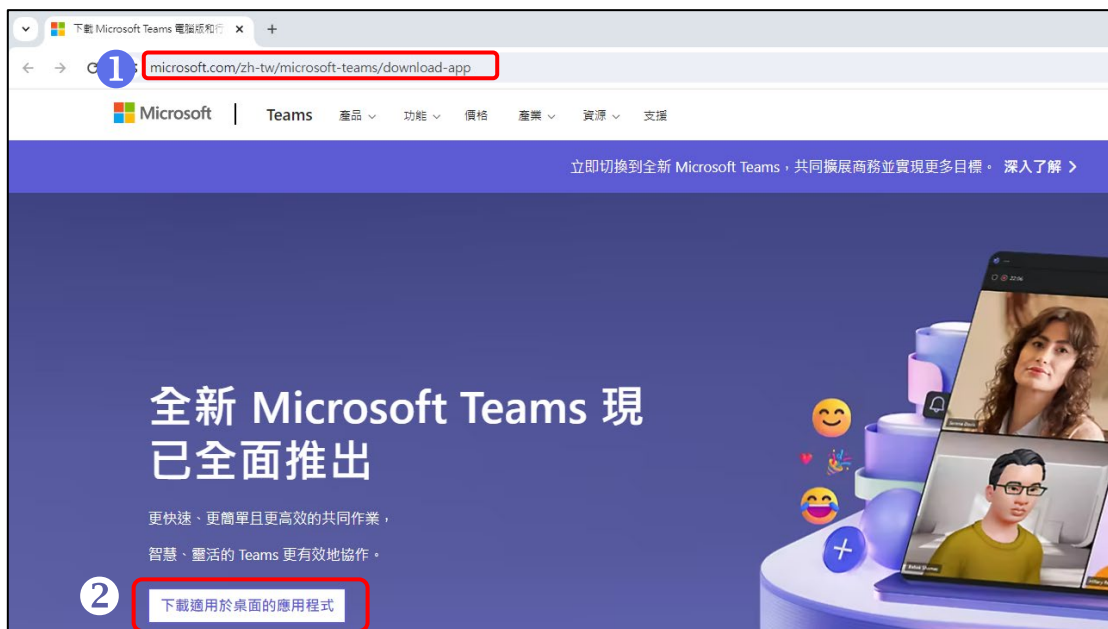 下載 Microsoft Teams 電腦版和行
1 microsoft.com/zh-tw/microsoft-teams/download-app
Microsoft Teams 產品 功能 價格 產業 資源 支援
立即切換到全新 Microsoft Teams，共同擴展商務並實現更多目標。 深入了解
22:06
全新 Microsoft Teams 現
已全面推出
更快速、更簡單且更高效的共同作業，
智慧、靈活的 Teams 更有效地協作。
2 下載適用於桌面的應用程式